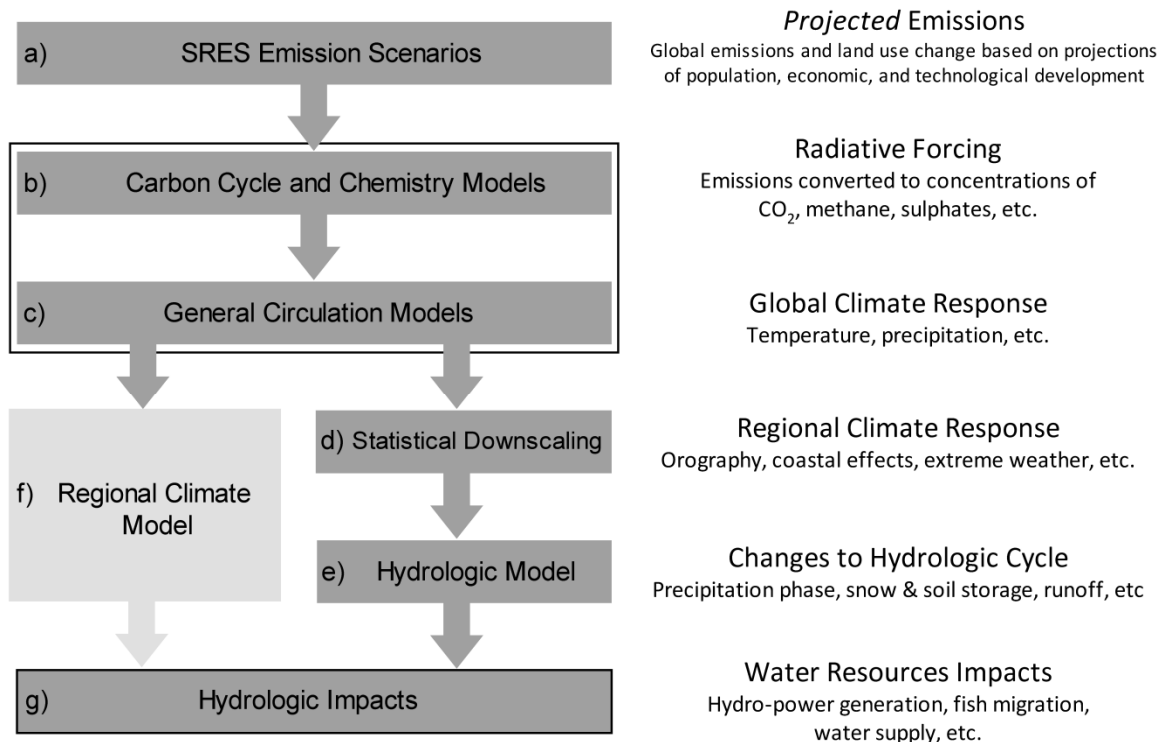 a) SRES Emission Scenarios
Projected Emissions
Global emissions and land use change based on projections
of population, economic, and technological development
b) Carbon Cycle and Chemistry Models
Radiative Forcing
Emissions converted to concentrations of
CO2, methane, sulphates, etc.
c) General Circulation Models
Global Climate Response
Temperature, precipitation, etc.
d) Statistical Downscaling
Regional Climate Response
Orography, coastal effects, extreme weather, etc.
f) Regional Climate
Model
e) Hydrologic Model
Changes to Hydrologic Cycle
Precipitation phase, snow & soil storage, runoff, etc
g) Hydrologic Impacts
Water Resources Impacts
Hydro-power generation, fish migration,
water supply, etc.